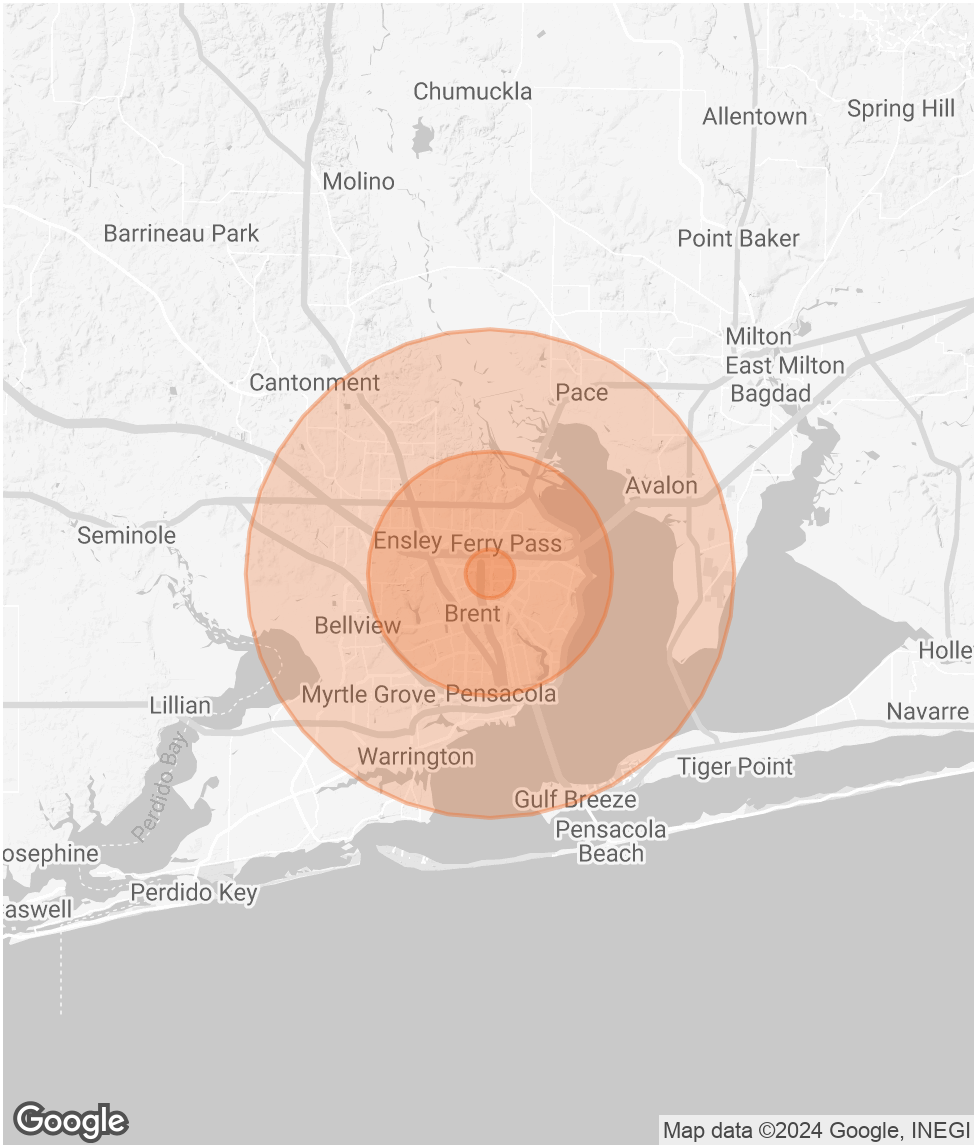 Chumuckla
Allentown
Spring Hill
Molino
Barrineau Park
Point Baker
Milton
East Milton
Bagdad
Cantonment
Pace
Avalon
Seminole
Ensley
Ferry Pass
Brent
Bellview
Holle
Myrtle Grove
Pensacola
Lillian
Navarre
Perdido Bay
Warrington
Tiger Point
Gulf Breeze
Pensacola
Beach
osephine
Perdido Key
aswell
Google
Map data ©2024 Google, INEGI